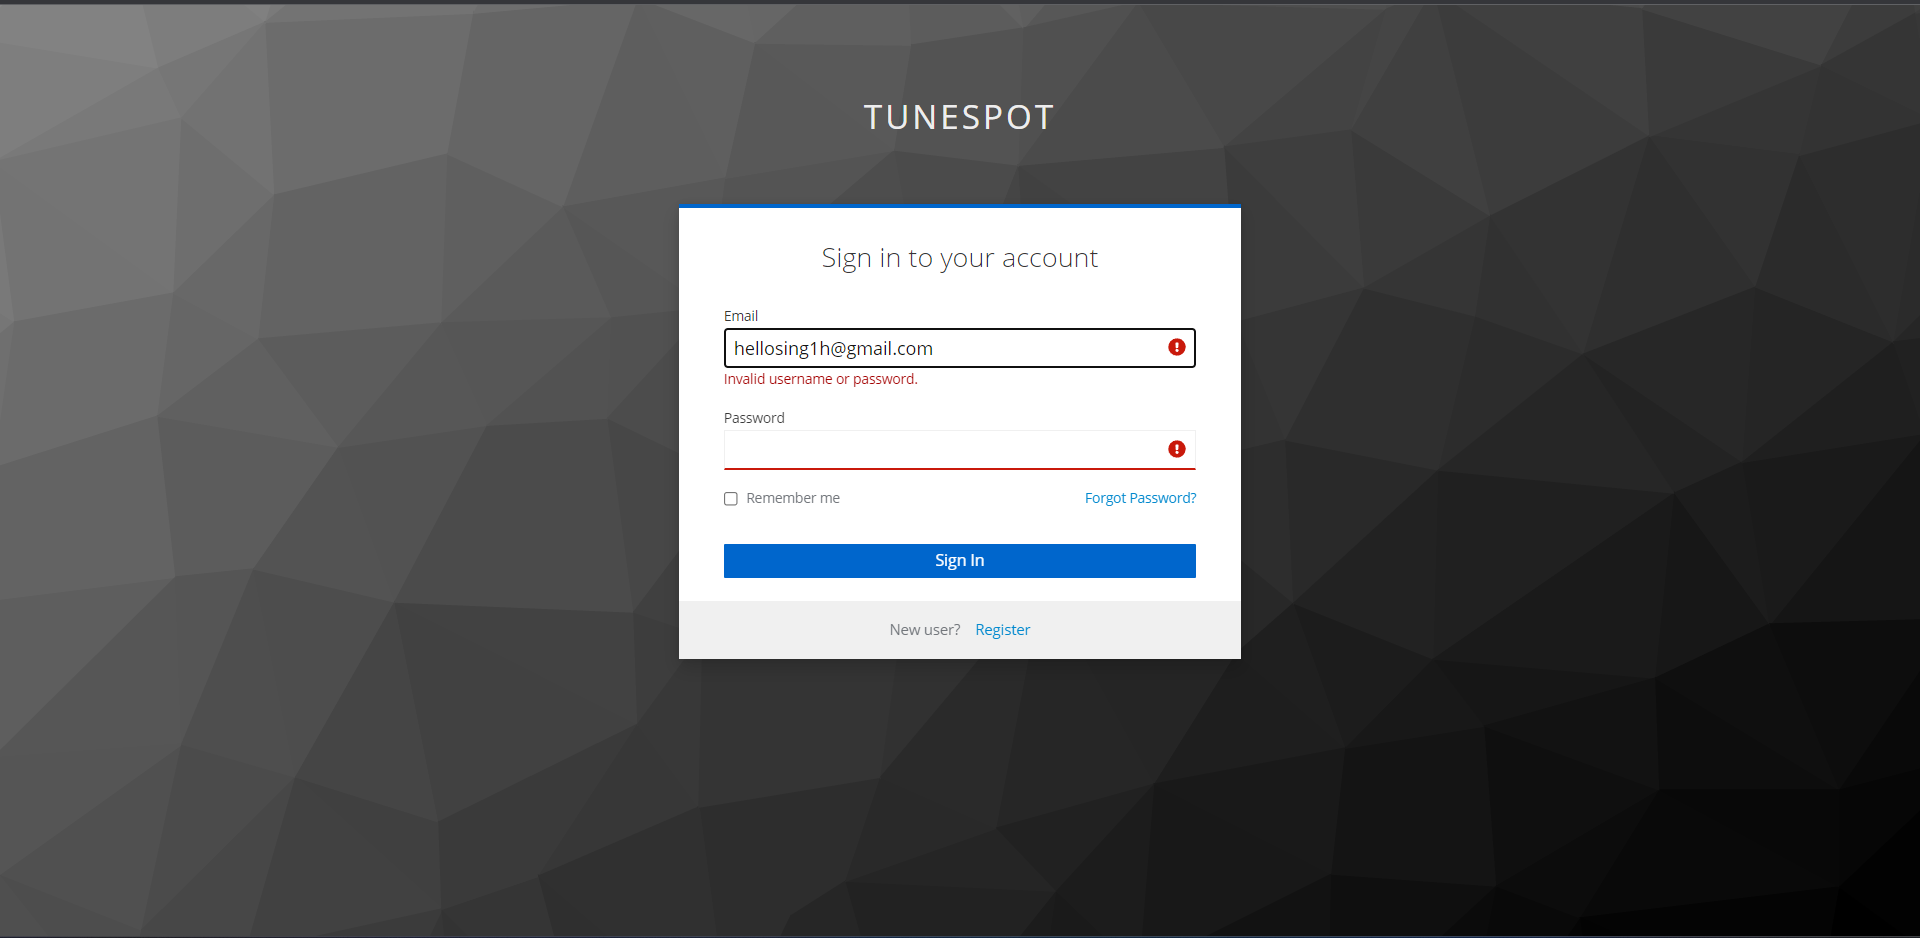 TUNESPOT
Sign in to your account
Email
hellosing1h@gmail.com
Invalid username or password.
Password
Remember me
Forgot Password?
Sign In
New user? Register